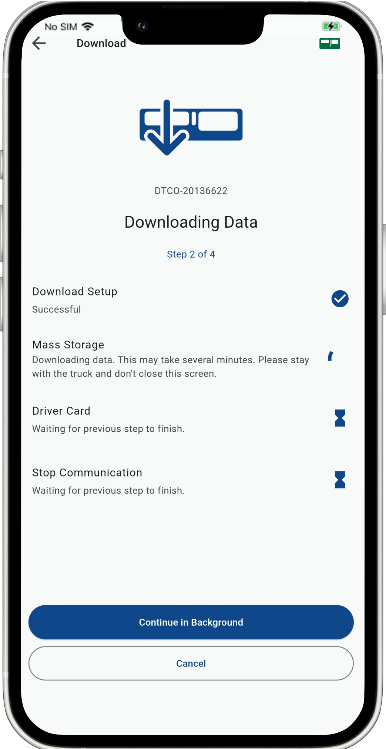 No SIM
Download
DTCO-20136622
Downloading Data
Step 2 of 4
Download Setup
Successful
Mass Storage
Downloading data. This may take several minutes. Please stay
with the truck and don't close this screen.
Driver Card
Waiting for previous step to finish.
Stop Communication
Waiting for previous step to finish.
Continue in Background
Cancel